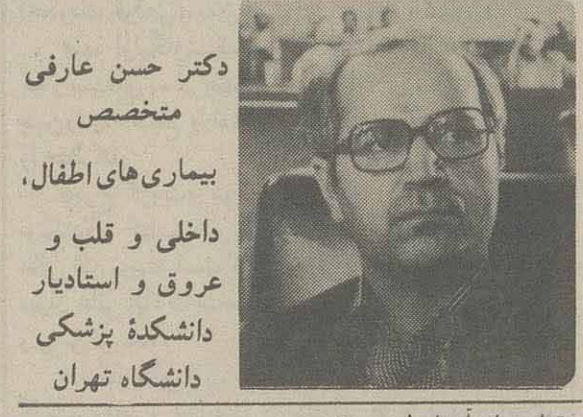 دکتر حسن عارفی
متخصص
بیماری‌های اطفال،
داخلی و قلب و
عروق و استادیار
دانشکدهٔ پزشکی
دانشگاه تهران